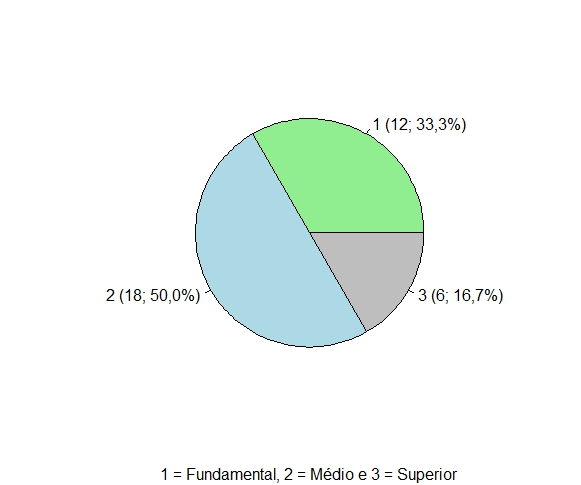 1 (12; 33,3%)
2 (18; 50,0%)
3 (6; 16,7%)
1 = Fundamental, 2 = Médio e 3 = Superior